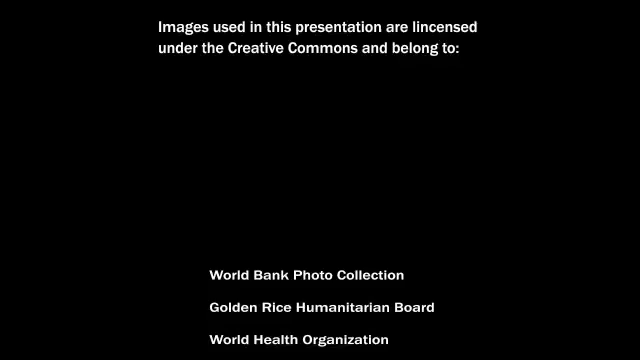 Images used in this presentation are lincensed
under the Creative Commons and belong to:
World Bank Photo Collection
Golden Rice Humanitarian Board
World Health Organization